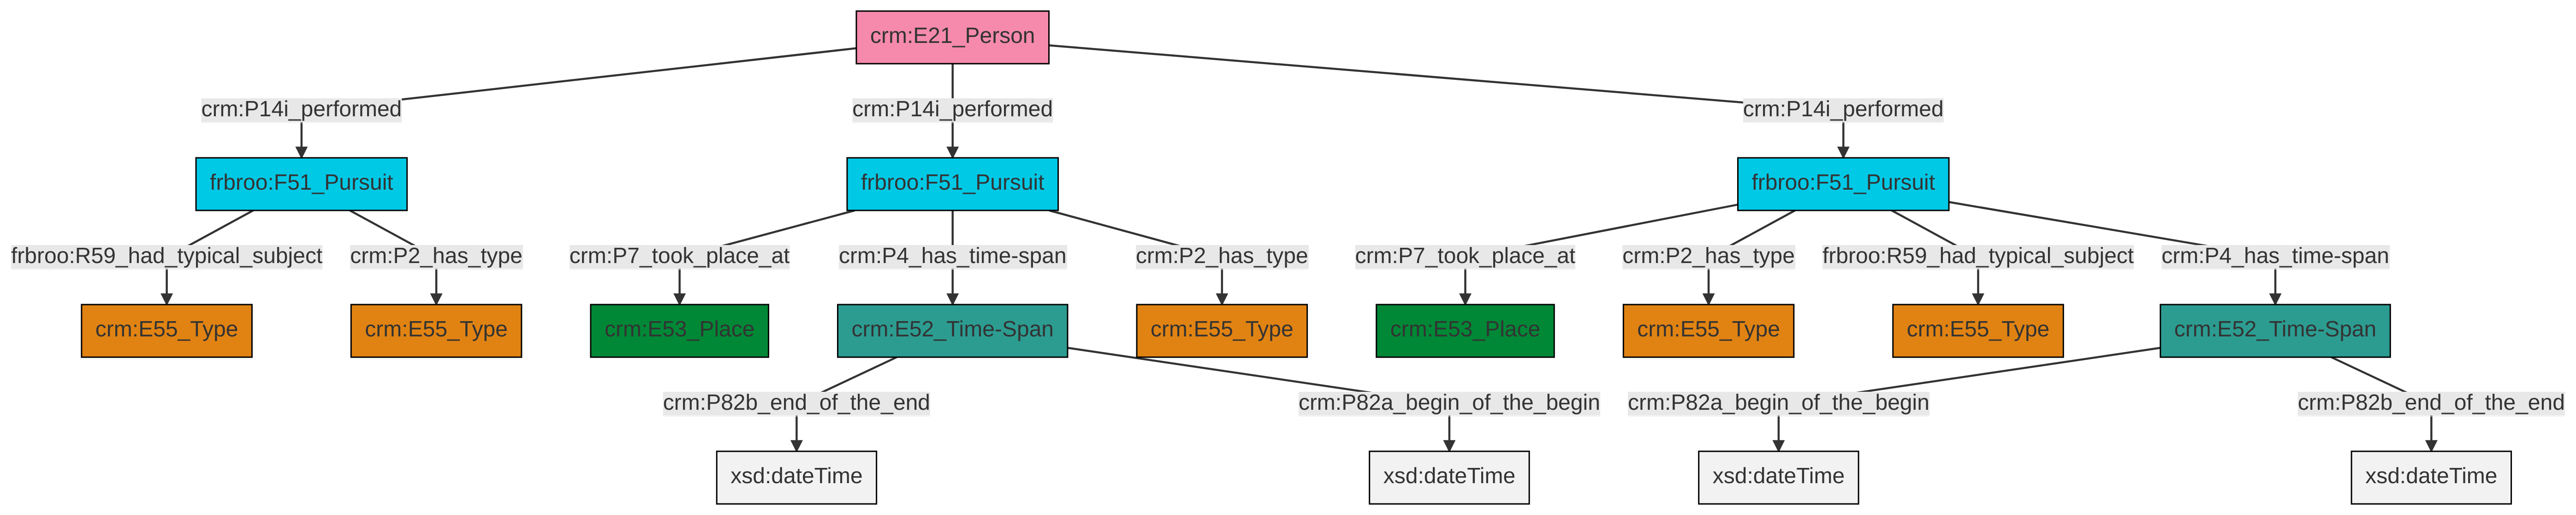 crm:E21_Person
crm:P14i_performed
crm:P14i_performed
crm:P14i_performed
frbroo:F51_Pursuit
frbroo:F51_Pursuit
frbroo:F51_Pursuit
frbroo:R59_had_typical_subject
crm:P2_has_type
crm:P7_took_place_at
crm:P4_has_time-span
crm:P2_has_type
crm:P7_took_place_at
crm:P2_has_type
frbroo:R59_had_typical_subject
crm:P4_has_time-span
crm:E55_Type
crm:E55_Type
crm:E53_Place
crm:E52_Time-Span
crm:E55_Type
crm:E53_Place
crm:E55_Type
crm:E55_Type
crm:E52_Time-Span
crm:P82b_end_of_the_end
crm:P82a_begin_of_the_begin
crm:P82a_begin_of_the_begin
crm:P82b_end_of_the_end
xsd:dateTime
xsd:dateTime
xsd:dateTime
xsd:dateTime